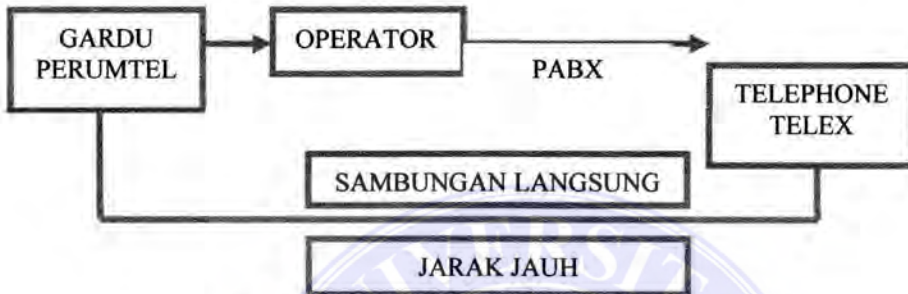 GARDU
PERUMTEL
OPERATOR
PABX
TELEPHONE
TELEX
SAMBUNGAN LANGSUNG
JARAK JAUH